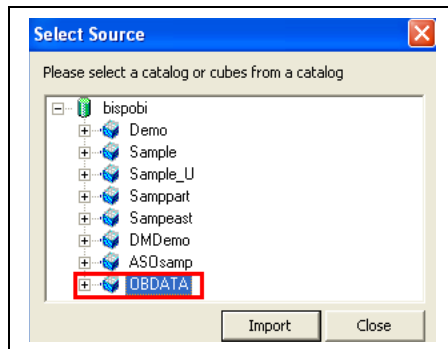 Select Source
Please select a catalog or cubes from a catalog
bispobi
Demo
Sample
Sample_U
Samppart
Sampeast
DMDemo
ASOsamp
OBDATA
Import Close